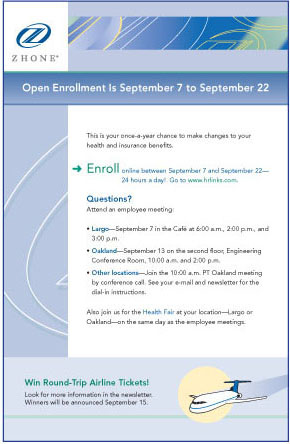 ZHONE®
Open Enrollment Is September 7 to September 22
This is your once-a-year chance to make changes to your
health and insurance benefits.
➜ Enroll online between September 7 and September 22—
24 hours a day! Go to www.hrlinks.com.
Questions?
Attend an employee meeting:
• Largo—September 7 in the Café at 6:00 a.m., 2:00 p.m., and
3:00 p.m.
• Oakland—September 13 on the second floor, Engineering
Conference Room, 10:00 a.m. and 2:00 p.m.
• Other locations—Join the 10:00 a.m. PT Oakland meeting
by conference call. See your e-mail and newsletter for the
dial-in instructions.
Also join us for the Health Fair at your location—Largo or
Oakland—on the same day as the employee meetings.
Win Round-Trip Airline Tickets!
Look for more information in the newsletter.
Winners will be announced September 15.